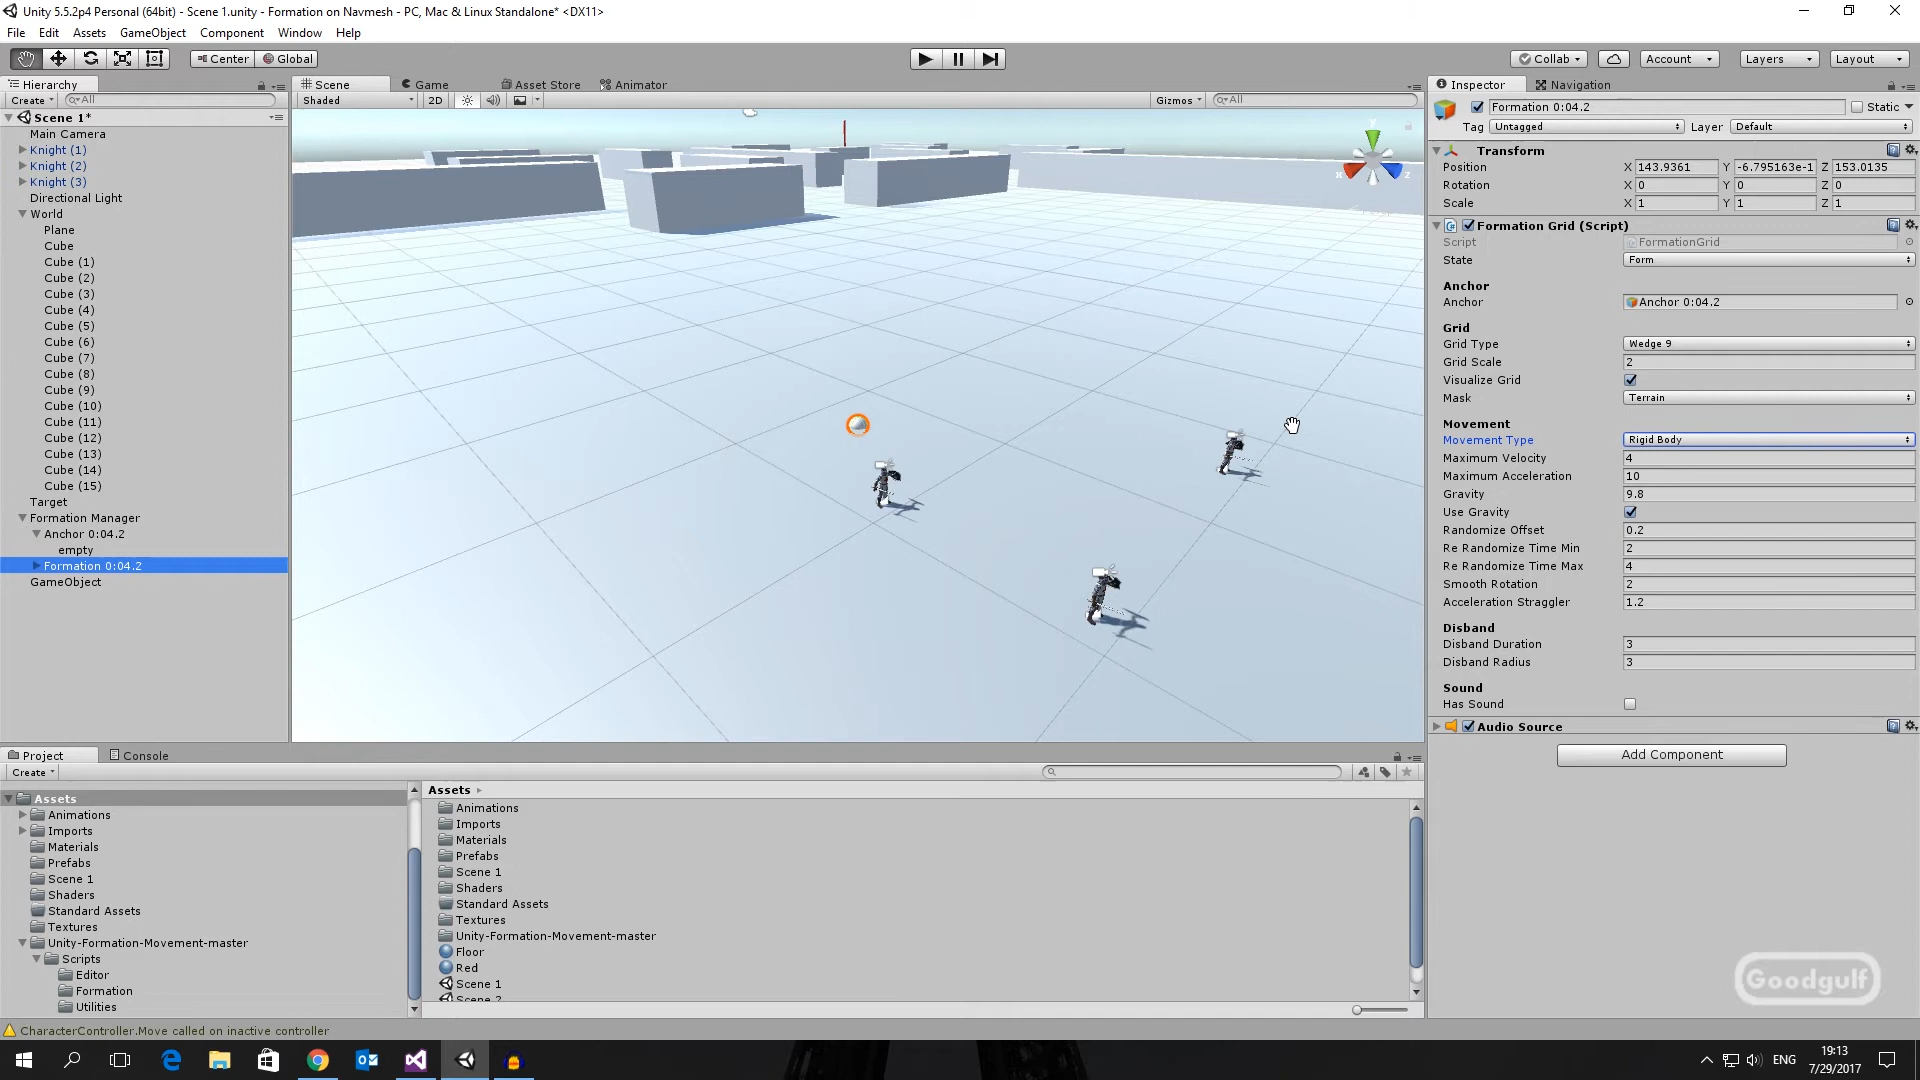 Unity 5.5.2p4 Personal (64bit) - Scene 1.unity - Formation on Navmesh - PC, Mac & Linux Standalone* <DX11>
File Edit Assets GameObject Component Window Help
Center Global Collab Account Layers Layout
Hierarchy
Create All
Scene 1*
Main Camera
Knight (1)
Knight (2)
Knight (3)
Directional Light
World
Plane
Cube
Cube (1)
Cube (2)
Cube (3)
Cube (4)
Cube (5)
Cube (6)
Cube (7)
Cube (8)
Cube (9)
Cube (10)
Cube (11)
Cube (12)
Cube (13)
Cube (14)
Cube (15)
Target
Formation Manager
Anchor 0:04.2
empty
Formation 0:04.2
GameObject
Scene Game Asset Store Animator
Shaded 2D Gizmos All
y
x z
Inspector Navigation
Formation 0:04.2 Static
Tag Untagged Layer Default
Transform
Position X 143.9361 Y -6.795163e-1 Z 153.0135
Rotation X 0 Y 0 Z 0
Scale X 1 Y 1 Z 1
Formation Grid (Script)
Script FormationGrid
State Form
Anchor
Anchor Anchor 0:04.2
Grid
Grid Type Wedge 9
Grid Scale 2
Visualize Grid
Mask Terrain
Movement
Movement Type Rigid Body
Maximum Velocity 4
Maximum Acceleration 10
Gravity 9.8
Use Gravity
Randomize Offset 0.2
Re Randomize Time Min 2
Re Randomize Time Max 4
Smooth Rotation 2
Acceleration Straggler 1.2
Disband
Disband Duration 3
Disband Radius 3
Sound
Has Sound
Audio Source
Add Component
Project Console
Create
Assets
Animations
Imports
Materials
Prefabs
Scene 1
Shaders
Standard Assets
Textures
Unity-Formation-Movement-master
Scripts
Editor
Formation
Utilities
Assets
Animations
Imports
Materials
Prefabs
Scene 1
Shaders
Standard Assets
Textures
Unity-Formation-Movement-master
Floor
Red
Scene 1
Scene 2
Goodgulf
CharacterController.Move called on inactive controller
ENG
19:13
7/29/2017